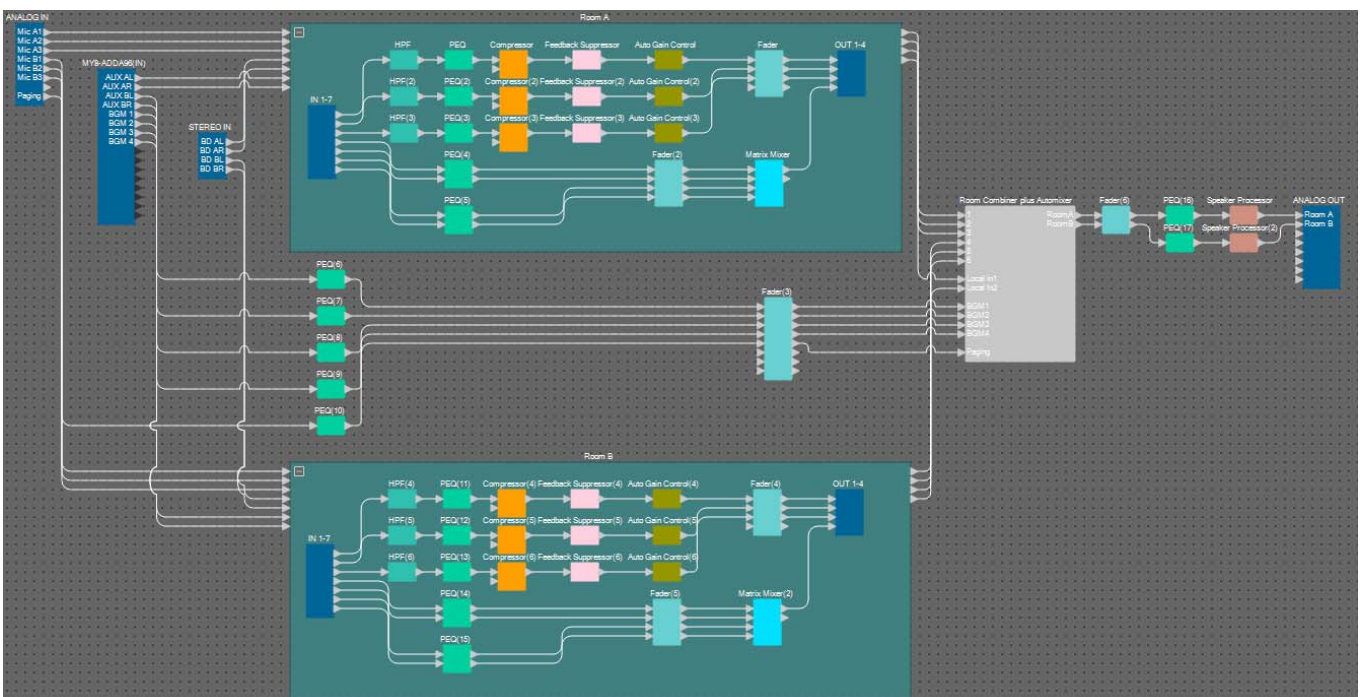 ANALOG IN
Mic A1
Mic A2
Mic A3
Mic B1
Mic B2
Mic B3
Paging
MY8-ADDA96(IN)
AUX AL
AUX AR
AUX BL
AUX BR
BGM 1
BGM 2
BGM 3
BGM 4
STEREO IN
BD AL
BD AR
BD BL
BD BR
Room A
IN 1-7
HPF
PEQ
Compressor
Feedback Suppressor
Auto Gain Control
Fader
OUT 1-4
HPF(2)
PEQ(2)
Compressor(2)
Feedback Suppressor(2)
Auto Gain Control(2)
HPF(3)
PEQ(3)
Compressor(3)
Feedback Suppressor(3)
Auto Gain Control(3)
PEQ(4)
Fader(2)
Matrix Mixer
PEQ(5)
PEQ(6)
PEQ(7)
PEQ(8)
PEQ(9)
PEQ(10)
Fader(3)
Room Combiner plus Automixer
1
2
3
4
5
6
Local In1
Local In2
BGM1
BGM2
BGM3
BGM4
Paging
RoomA
RoomB
Fader(6)
PEQ(16)
Speaker Processor
PEQ(17)
Speaker Processor(2)
ANALOG OUT
Room A
Room B
Room B
IN 1-7
HPF(4)
PEQ(11)
Compressor(4)
Feedback Suppressor(4)
Auto Gain Control(4)
Fader(4)
OUT 1-4
HPF(5)
PEQ(12)
Compressor(5)
Feedback Suppressor(5)
Auto Gain Control(5)
HPF(6)
PEQ(13)
Compressor(6)
Feedback Suppressor(6)
Auto Gain Control(6)
PEQ(14)
Fader(5)
Matrix Mixer(2)
PEQ(15)